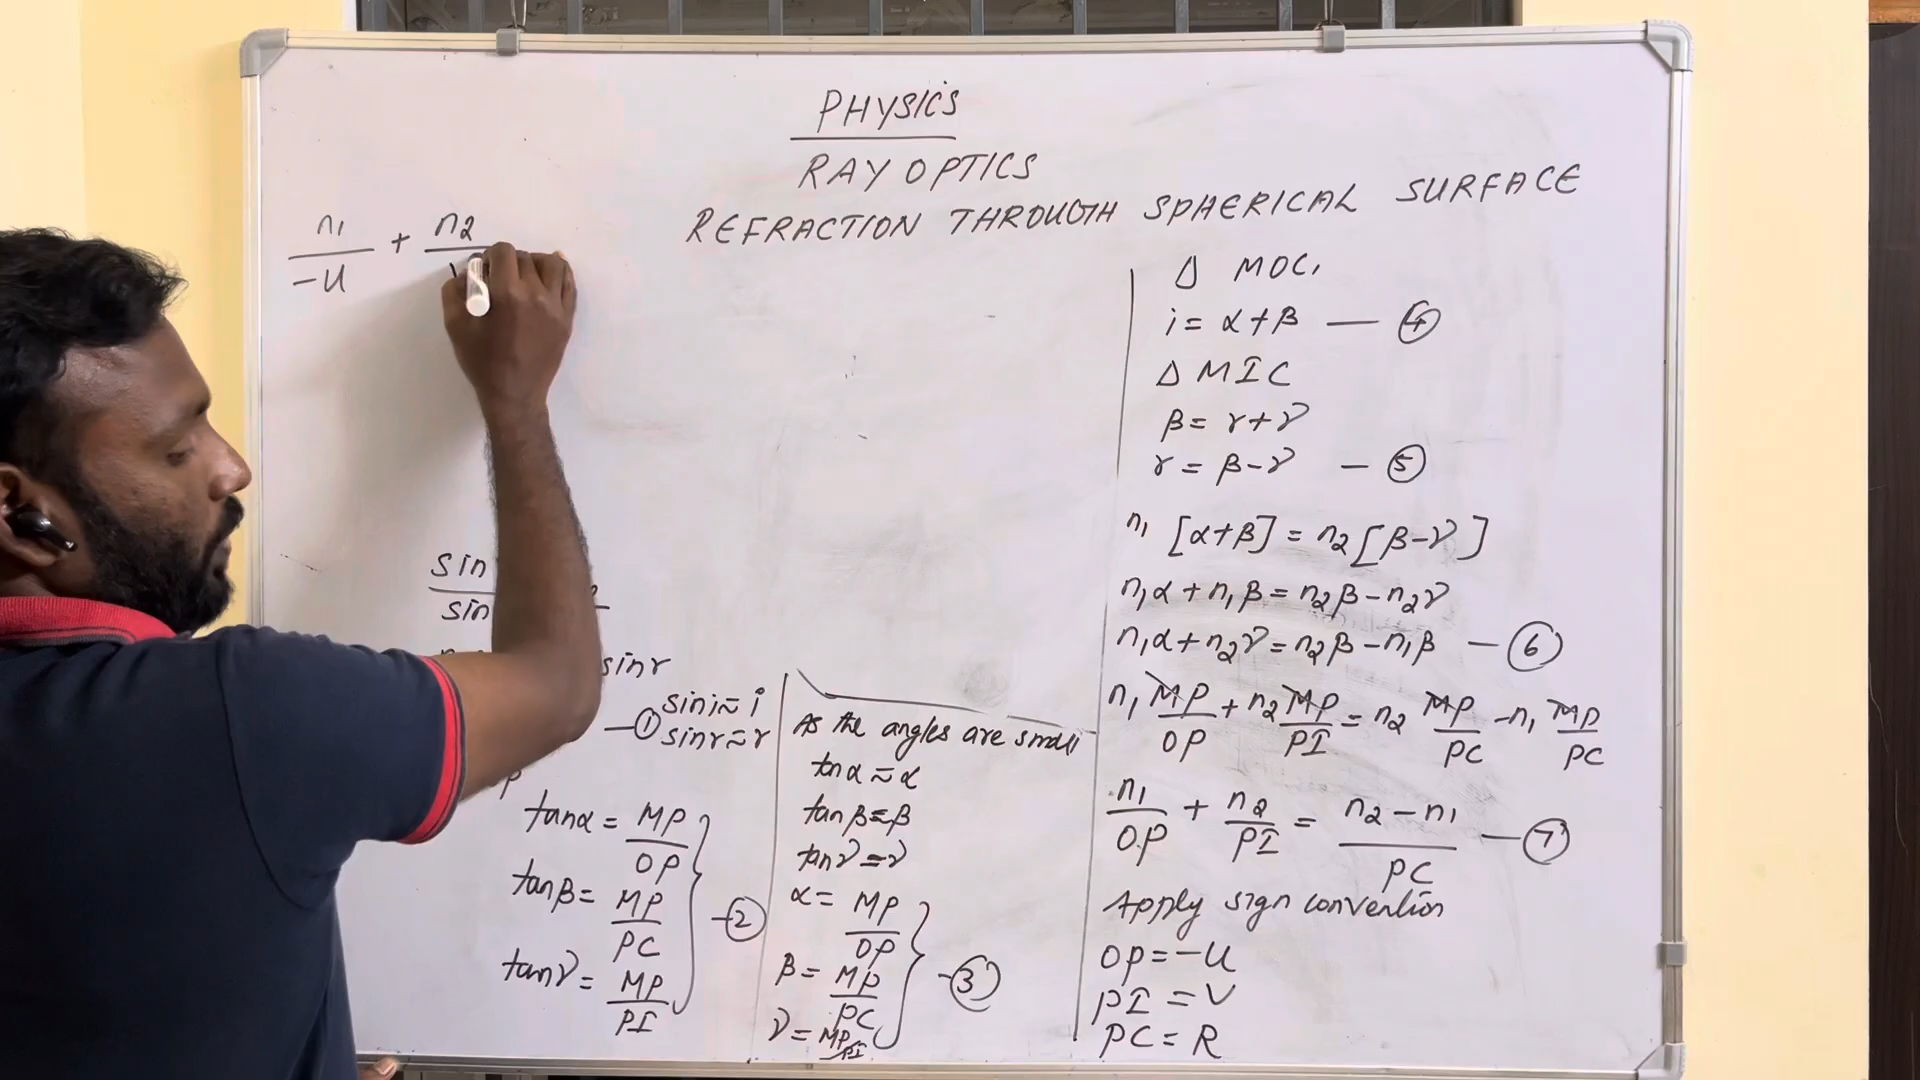 PHYSICS
RAY OPTICS
REFRACTION THROUGH SPHERICAL SURFACE
n₁/-u + n₂/
sin
sin
sinr
—① sini≈i
sinr≈r
tanα = MP/OP
tanβ = MP/PC
tanγ = MP/PI
-②
As the angles are small
tanα≈α
tanβ≈β
tanγ≈γ
α = MP/OP
β = MP/PC
γ = MP/PI
-③
Δ MOC,
i = α+β — ④
Δ MIC
β = r+γ
r = β-γ — ⑤
n₁ [α+β] = n₂ [β-γ]
n₁α + n₁β = n₂β - n₂γ
n₁α + n₂γ = n₂β - n₁β — ⑥
n₁ MP/OP + n₂ MP/PI = n₂ MP/PC - n₁ MP/PC
n₁/OP + n₂/PI = n₂-n₁/PC — ⑦
Apply sign convention
OP = -u
PI = V
PC = R